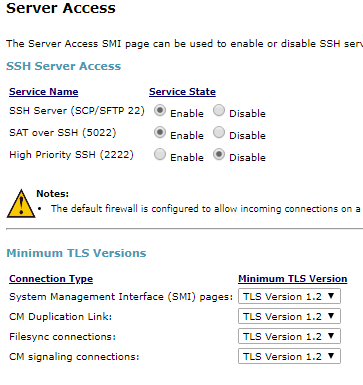 Server Access
The Server Access SMI page can be used to enable or disable SSH serv
SSH Server Access
Service Name Service State
SSH Server (SCP/SFTP 22) Enable Disable
SAT over SSH (5022) Enable Disable
High Priority SSH (2222) Enable Disable
Notes:
• The default firewall is configured to allow incoming connections on a
Minimum TLS Versions
Connection Type Minimum TLS Version
System Management Interface (SMI) pages: TLS Version 1.2 ▼
CM Duplication Link: TLS Version 1.2 ▼
Filesync connections: TLS Version 1.2 ▼
CM signaling connections: TLS Version 1.2 ▼